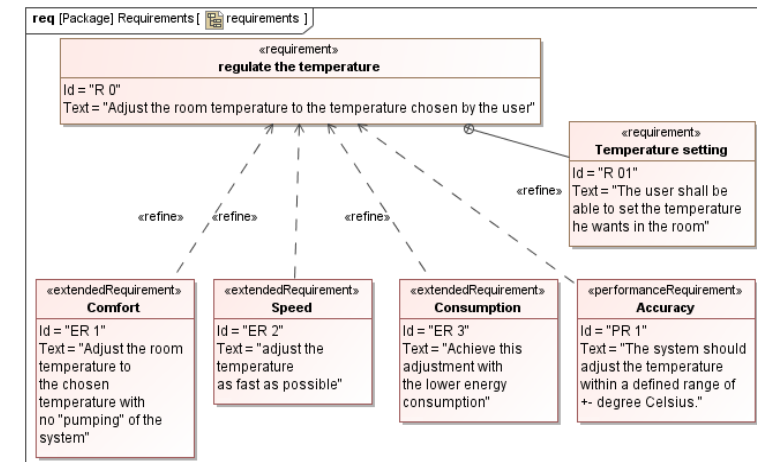 req [Package] Requirements [ requirements ]
«requirement»
regulate the temperature
Id = "R 0"
Text = "Adjust the room temperature to the temperature chosen by the user"
«requirement»
Temperature setting
Id = "R 01"
Text = "The user shall be
able to set the temperature
he wants in the room"
«refine»
«refine»
«refine»
«refine»
«extendedRequirement»
Comfort
Id = "ER 1"
Text = "Adjust the room
temperature to
the chosen
temperature with
no "pumping" of the
system"
«extendedRequirement»
Speed
Id = "ER 2"
Text = "adjust the
temperature
as fast as possible"
«extendedRequirement»
Consumption
Id = "ER 3"
Text = "Achieve this
adjustment with
the lower energy
consumption"
«performanceRequirement»
Accuracy
Id = "PR 1"
Text = "The system should
adjust the temperature
within a defined range of
+- degree Celsius."